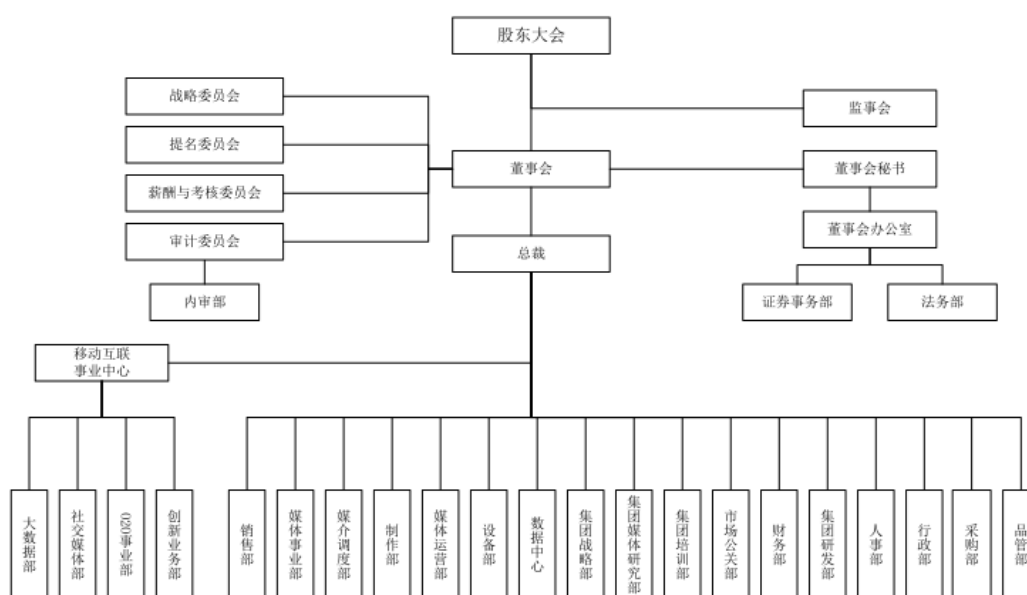 股东大会
战略委员会
监事会
提名委员会
董事会
董事会秘书
薪酬与考核委员会
董事会办公室
审计委员会
总裁
内审部
证券事务部
法务部
移动互联
事业中心
大数据部
社交媒体部
O2O事业部
创新业务部
销售部
媒体事业部
媒介调度部
制作部
媒体运营部
设备部
数据中心
集团战略部
集团媒体研究部
集团培训部
市场公关部
财务部
集团研发部
人事部
行政部
采购部
品管部